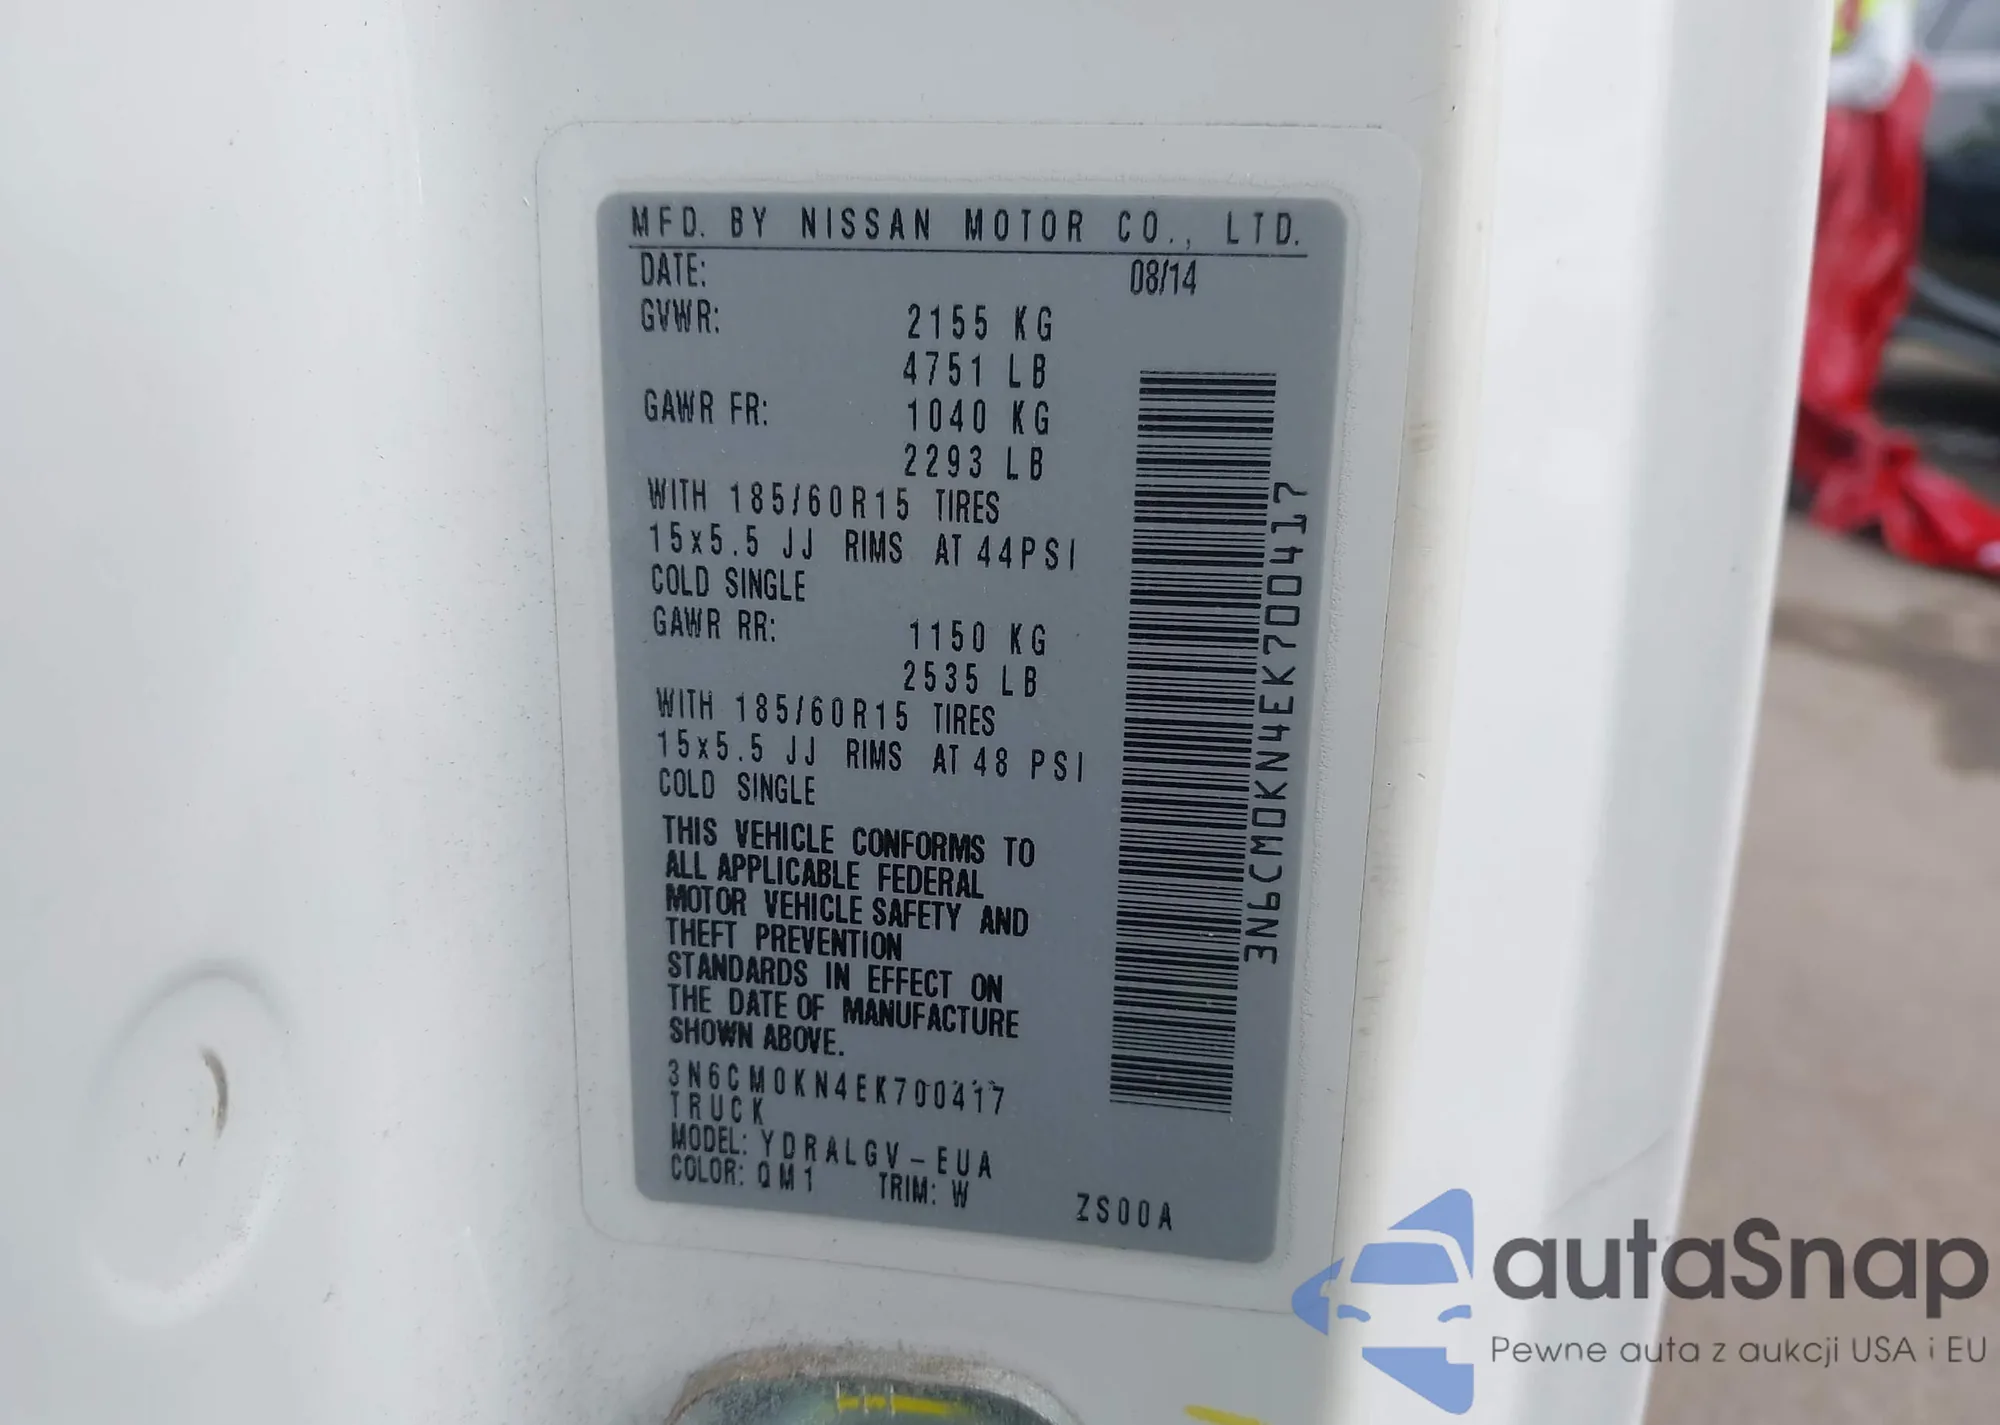 MFD. BY NISSAN MOTOR CO., LTD.
DATE: 08/14
GVWR: 2155 KG
4751 LB
GAWR FR: 1040 KG
2293 LB
WITH 185/60R15 TIRES
15x5.5 JJ RIMS AT 44PSI
COLD SINGLE
GAWR RR: 1150 KG
2535 LB
WITH 185/60R15 TIRES
15x5.5 JJ RIMS AT 48 PSI
COLD SINGLE
THIS VEHICLE CONFORMS TO
ALL APPLICABLE FEDERAL
MOTOR VEHICLE SAFETY AND
THEFT PREVENTION
STANDARDS IN EFFECT ON
THE DATE OF MANUFACTURE
SHOWN ABOVE.
3N6CM0KN4EK700417
TRUCK
MODEL: YDRALGV-EUA
COLOR: QM1 TRIM: W ZS00A
3N6CM0KN4EK700417
autaSnap
Pewne auta z aukcji USA i EU